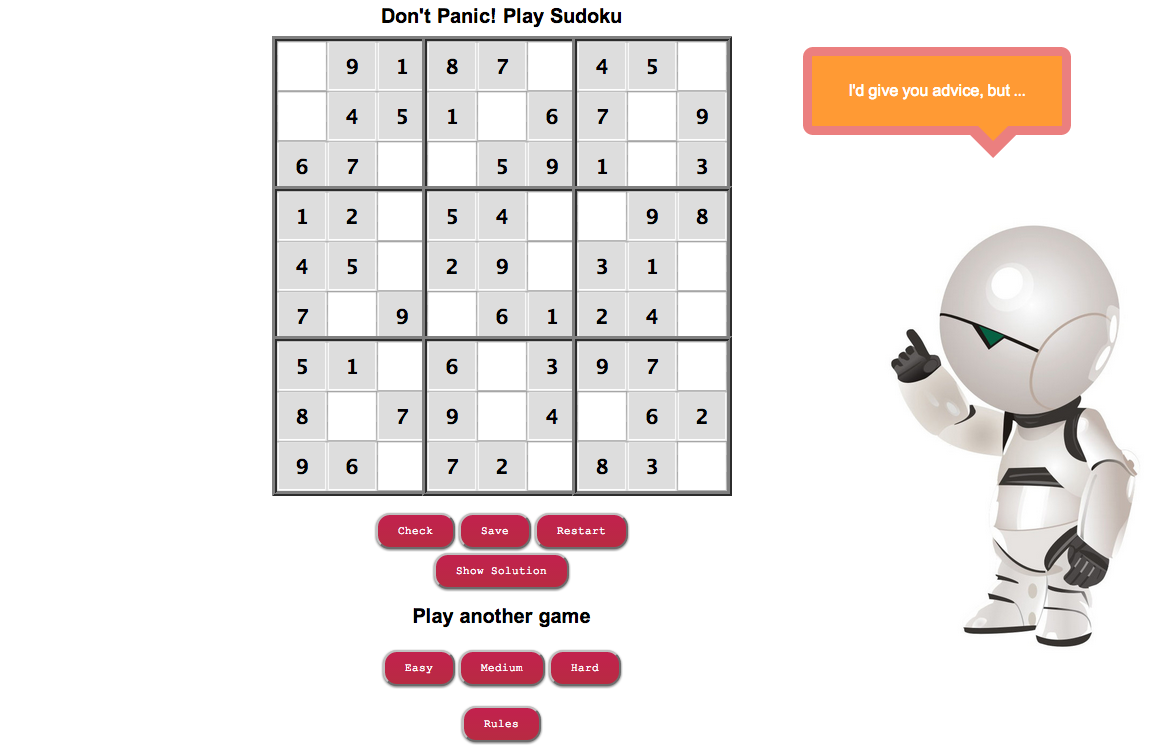 Don't Panic! Play Sudoku
9 1 8 7 4 5
4 5 1 6 7 9
6 7 5 9 1 3
1 2 5 4 9 8
4 5 2 9 3 1
7 9 6 1 2 4
5 1 6 3 9 7
8 7 9 4 6 2
9 6 7 2 8 3
I'd give you advice, but ...
Check Save Restart
Show Solution
Play another game
Easy Medium Hard
Rules